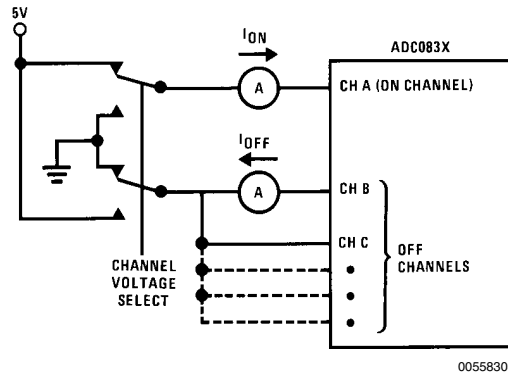 5V
ION
ADC083X
A
CH A (ON CHANNEL)
IOFF
A
CH B
CH C
OFF
CHANNELS
CHANNEL
VOLTAGE
SELECT
0055830